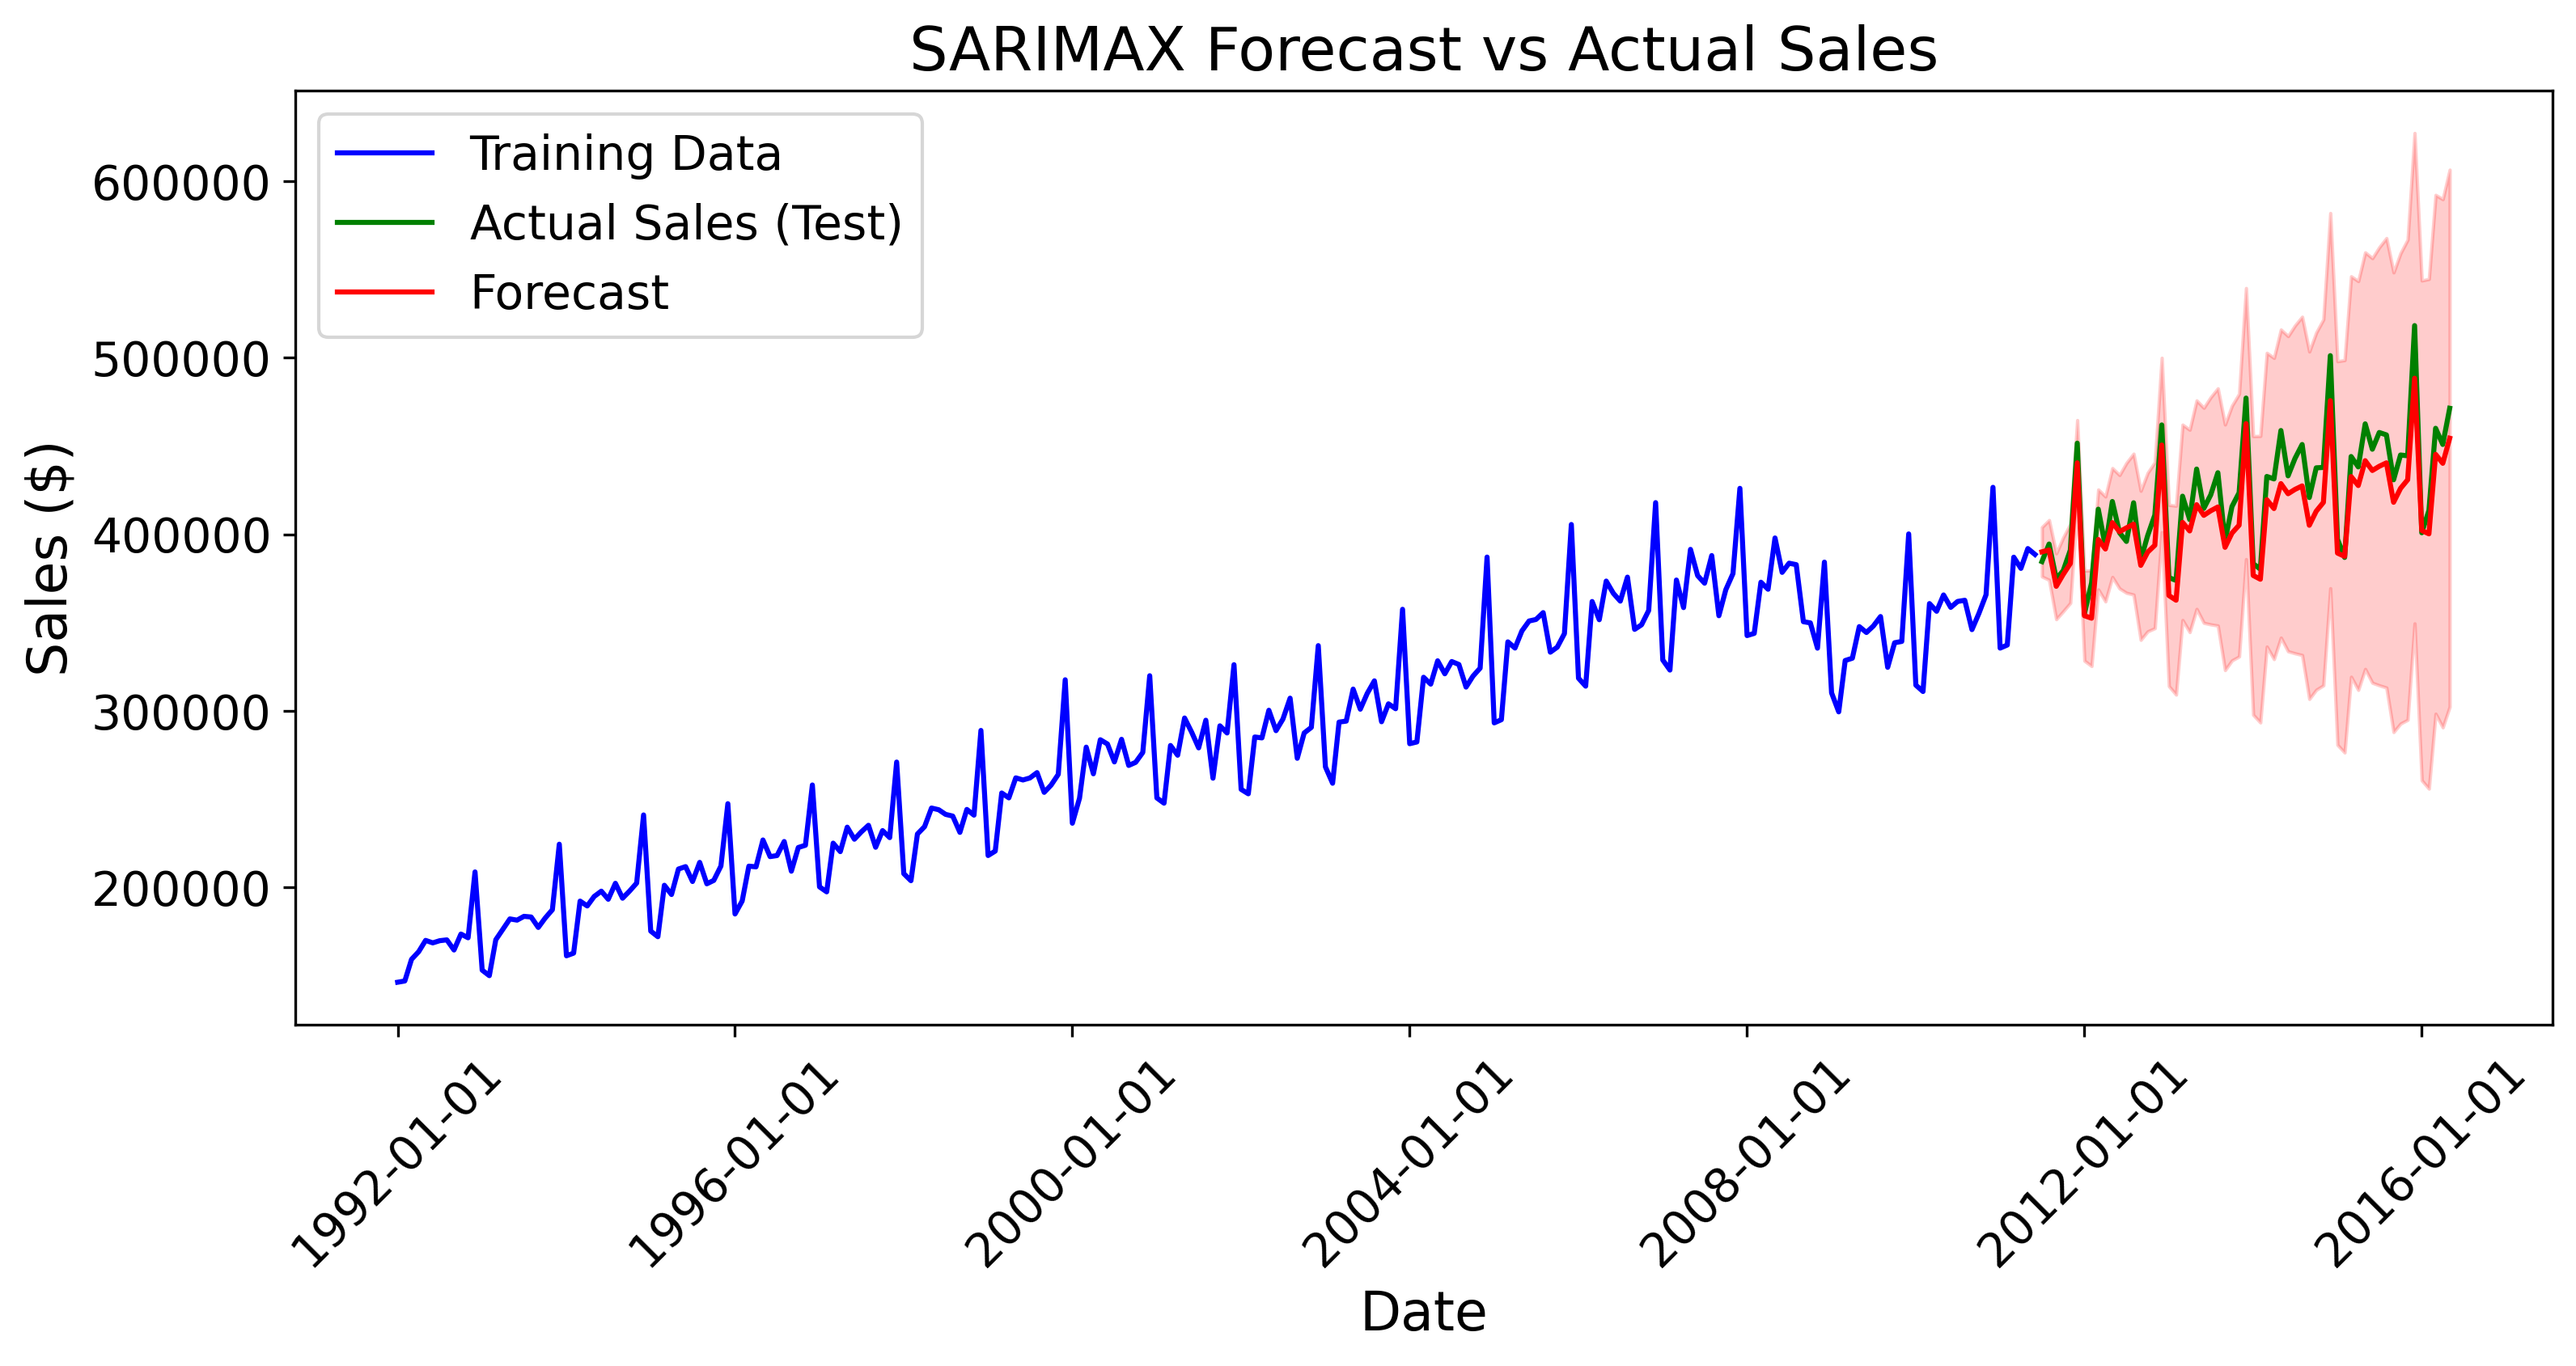 SARIMAX Forecast vs Actual Sales
Training Data
Actual Sales (Test)
Forecast
600000
500000
400000
300000
200000
Sales ($)
1992-01-01
1996-01-01
2000-01-01
2004-01-01
2008-01-01
2012-01-01
2016-01-01
Date